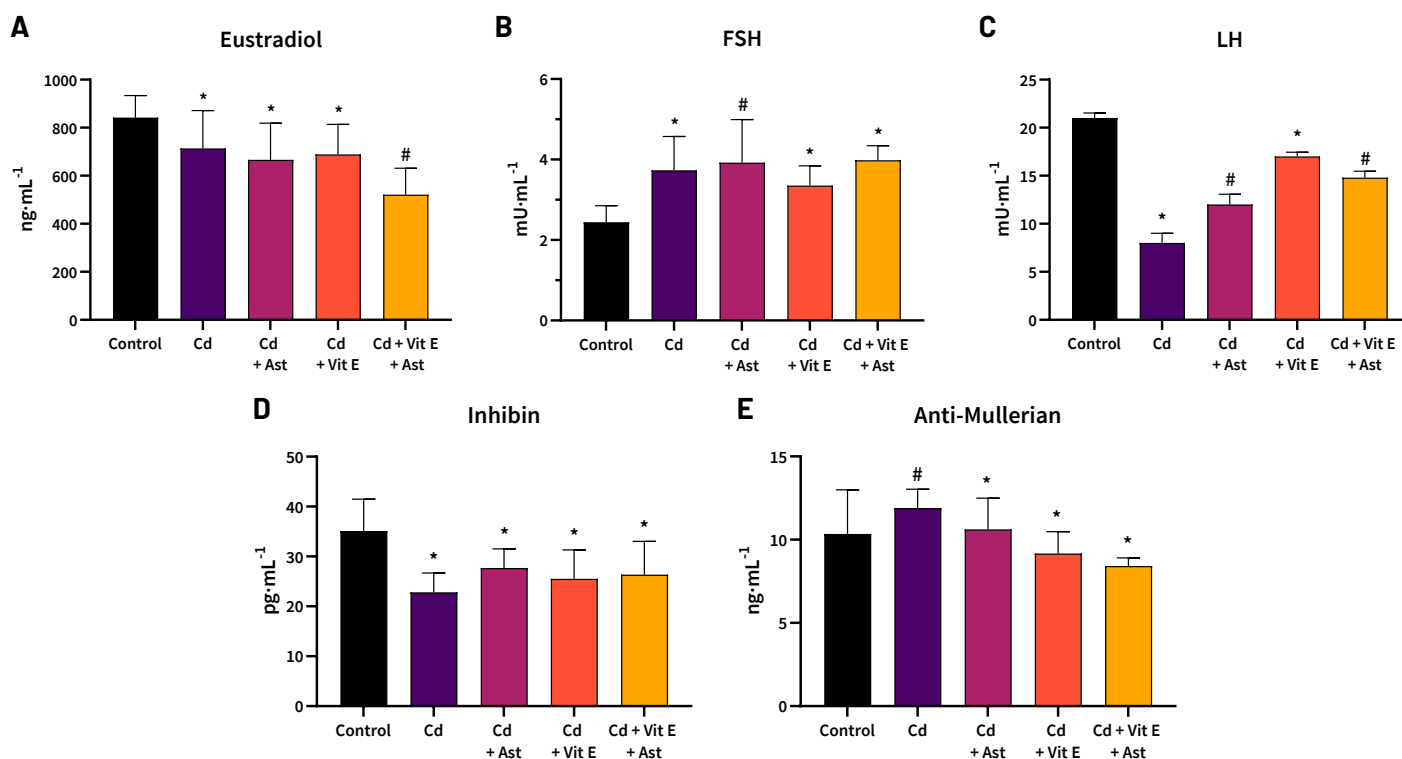 A
Eustradiol
ng·mL⁻¹
1000
800
600
400
200
0
*
*
*
#
Control
Cd
Cd
+ Ast
Cd
+ Vit E
Cd + Vit E
+ Ast
B
FSH
mU·mL⁻¹
6
4
2
0
*
#
*
*
Control
Cd
Cd
+ Ast
Cd
+ Vit E
Cd + Vit E
+ Ast
C
LH
mU·mL⁻¹
25
20
15
10
5
0
*
#
*
#
Control
Cd
Cd
+ Ast
Cd
+ Vit E
Cd + Vit E
+ Ast
D
Inhibin
pg·mL⁻¹
50
40
30
20
10
0
*
*
*
*
Control
Cd
Cd
+ Ast
Cd
+ Vit E
Cd + Vit E
+ Ast
E
Anti-Mullerian
ng·mL⁻¹
15
10
5
0
#
*
*
*
Control
Cd
Cd
+ Ast
Cd
+ Vit E
Cd + Vit E
+ Ast